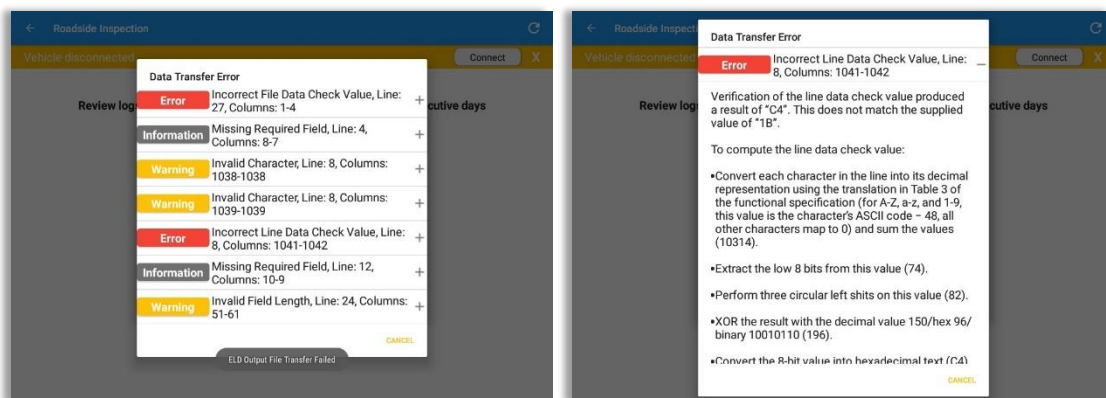 Roadside Inspection
Vehicle disconnected
Connect
X
Review log
cutive days
Data Transfer Error
Error
Incorrect File Data Check Value, Line:
27, Columns: 1-4
+
Information
Missing Required Field, Line: 4,
Columns: 8-7
+
Warning
Invalid Character, Line: 8, Columns:
1038-1038
+
Warning
Invalid Character, Line: 8, Columns:
1039-1039
+
Error
Incorrect Line Data Check Value, Line:
8, Columns: 1041-1042
+
Information
Missing Required Field, Line: 12,
Columns: 10-9
+
Warning
Invalid Field Length, Line: 24, Columns:
51-61
+
CANCEL
ELD Output File Transfer Failed
Roadside Inspecti
Vehicle disconnected
Connect
X
Review log
cutive days
Data Transfer Error
Error
Incorrect Line Data Check Value, Line:
8, Columns: 1041-1042
Verification of the line data check value produced
a result of “C4”. This does not match the supplied
value of “1B”.
To compute the line data check value:
•Convert each character in the line into its decimal
representation using the translation in Table 3 of
the functional specification (for A-Z, a-z, and 1-9,
this value is the character's ASCII code – 48, all
other characters map to 0) and sum the values
(10314).
•Extract the low 8 bits from this value (74).
•Perform three circular left shits on this value (82).
•XOR the result with the decimal value 150/hex 96/
binary 10010110 (196).
•Convert the 8-bit value into hexadecimal text (C4)
CANCEL